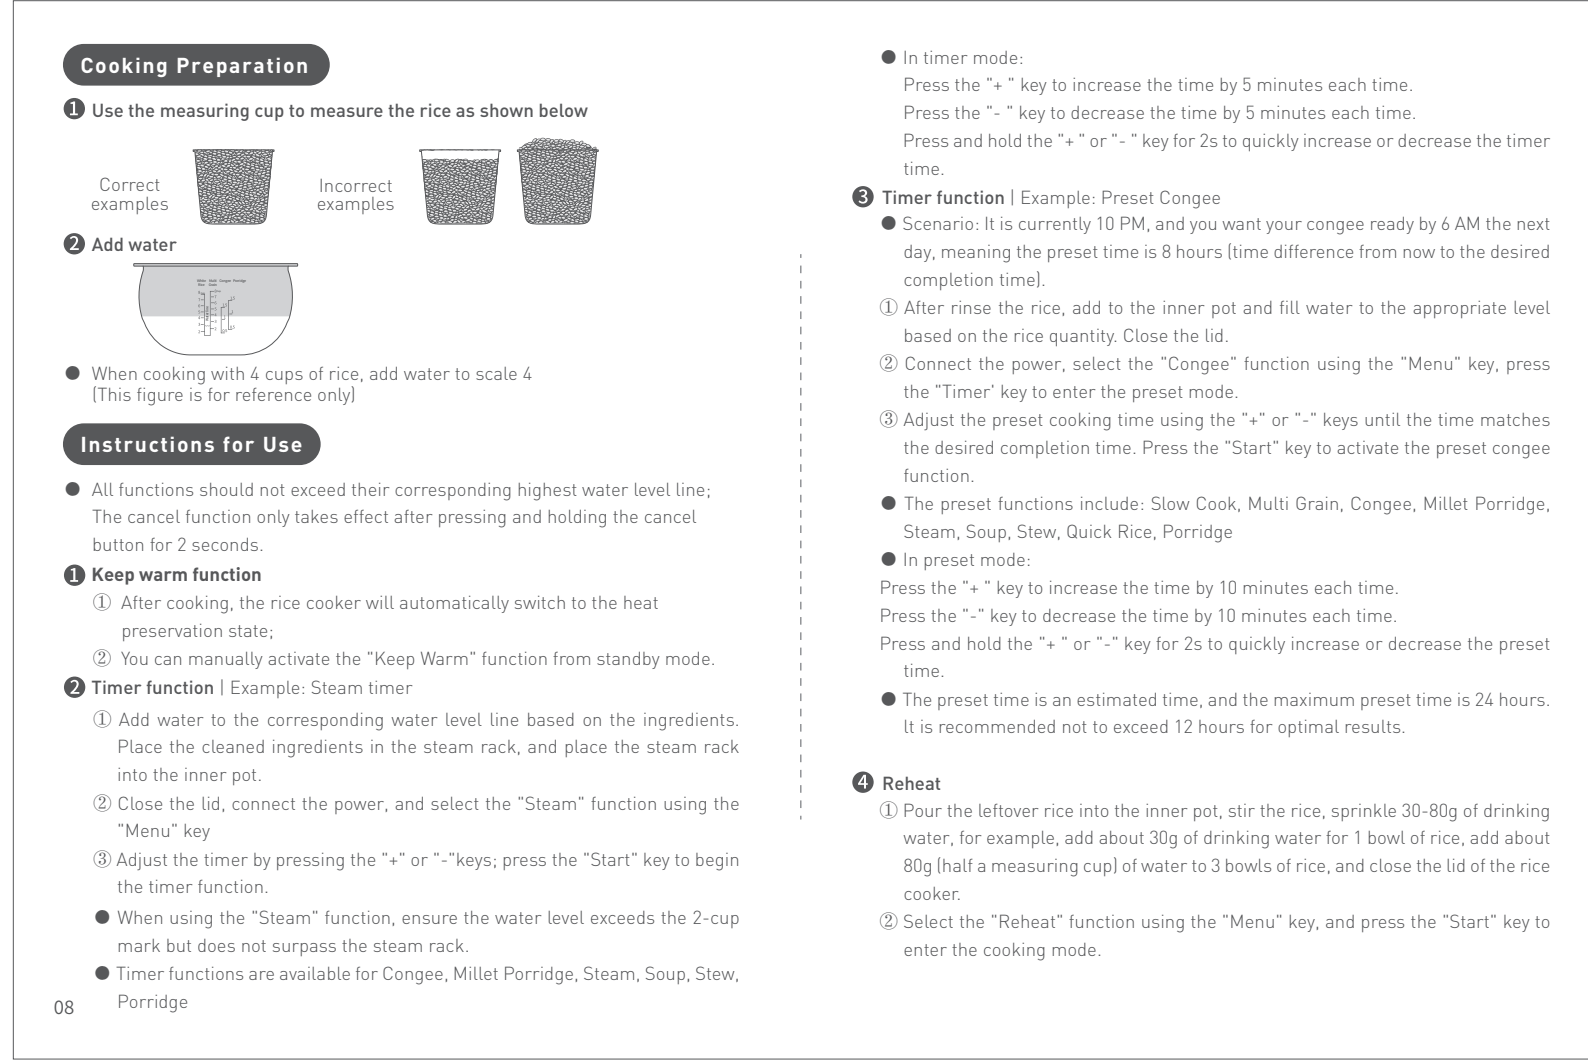 Cooking Preparation
❶ Use the measuring cup to measure the rice as shown below
Correct
examples
Incorrect
examples
❷ Add water
White Rice
Multi Grain
Congee
Porridge
● When cooking with 4 cups of rice, add water to scale 4
(This figure is for reference only)
Instructions for Use
● All functions should not exceed their corresponding highest water level line;
The cancel function only takes effect after pressing and holding the cancel
button for 2 seconds.
❶ Keep warm function
① After cooking, the rice cooker will automatically switch to the heat
preservation state;
② You can manually activate the "Keep Warm" function from standby mode.
❷ Timer function | Example: Steam timer
① Add water to the corresponding water level line based on the ingredients.
Place the cleaned ingredients in the steam rack, and place the steam rack
into the inner pot.
② Close the lid, connect the power, and select the "Steam" function using the
"Menu" key
③ Adjust the timer by pressing the "+" or "-"keys; press the "Start" key to begin
the timer function.
● When using the "Steam" function, ensure the water level exceeds the 2-cup
mark but does not surpass the steam rack.
● Timer functions are available for Congee, Millet Porridge, Steam, Soup, Stew,
Porridge
08
● In timer mode:
Press the "+ " key to increase the time by 5 minutes each time.
Press the "- " key to decrease the time by 5 minutes each time.
Press and hold the "+ " or "- " key for 2s to quickly increase or decrease the timer
time.
❸ Timer function | Example: Preset Congee
● Scenario: It is currently 10 PM, and you want your congee ready by 6 AM the next
day, meaning the preset time is 8 hours (time difference from now to the desired
completion time).
① After rinse the rice, add to the inner pot and fill water to the appropriate level
based on the rice quantity. Close the lid.
② Connect the power, select the "Congee" function using the "Menu" key, press
the "Timer' key to enter the preset mode.
③ Adjust the preset cooking time using the "+" or "-" keys until the time matches
the desired completion time. Press the "Start" key to activate the preset congee
function.
● The preset functions include: Slow Cook, Multi Grain, Congee, Millet Porridge,
Steam, Soup, Stew, Quick Rice, Porridge
● In preset mode:
Press the "+ " key to increase the time by 10 minutes each time.
Press the "-" key to decrease the time by 10 minutes each time.
Press and hold the "+ " or "-" key for 2s to quickly increase or decrease the preset
time.
● The preset time is an estimated time, and the maximum preset time is 24 hours.
It is recommended not to exceed 12 hours for optimal results.
❹ Reheat
① Pour the leftover rice into the inner pot, stir the rice, sprinkle 30-80g of drinking
water, for example, add about 30g of drinking water for 1 bowl of rice, add about
80g (half a measuring cup) of water to 3 bowls of rice, and close the lid of the rice
cooker.
② Select the "Reheat" function using the "Menu" key, and press the "Start" key to
enter the cooking mode.